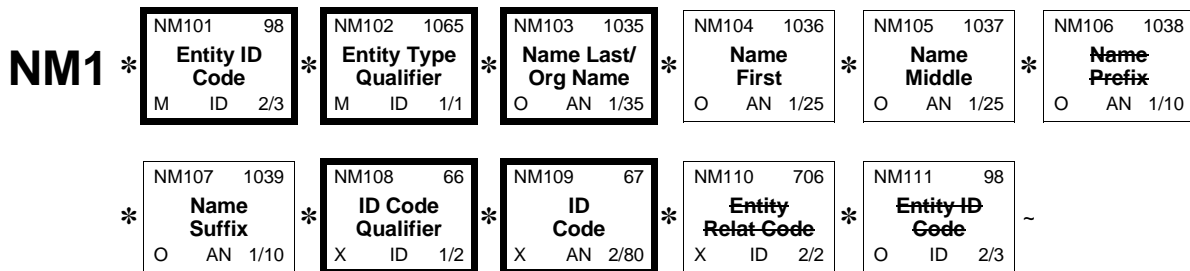 NM101 98 NM102 1065 NM103 1035 NM104 1036 NM105 1037 NM106 1038
NM1 * Entity ID Code * Entity Type Qualifier * Name Last/ Org Name * Name First * Name Middle * Name Prefix
M ID 2/3 M ID 1/1 O AN 1/35 O AN 1/25 O AN 1/25 O AN 1/10
NM107 1039 NM108 66 NM109 67 NM110 706 NM111 98
* Name Suffix * ID Code Qualifier * ID Code * Entity Relat Code * Entity ID Code ~
O AN 1/10 X ID 1/2 X AN 2/80 X ID 2/2 O ID 2/3